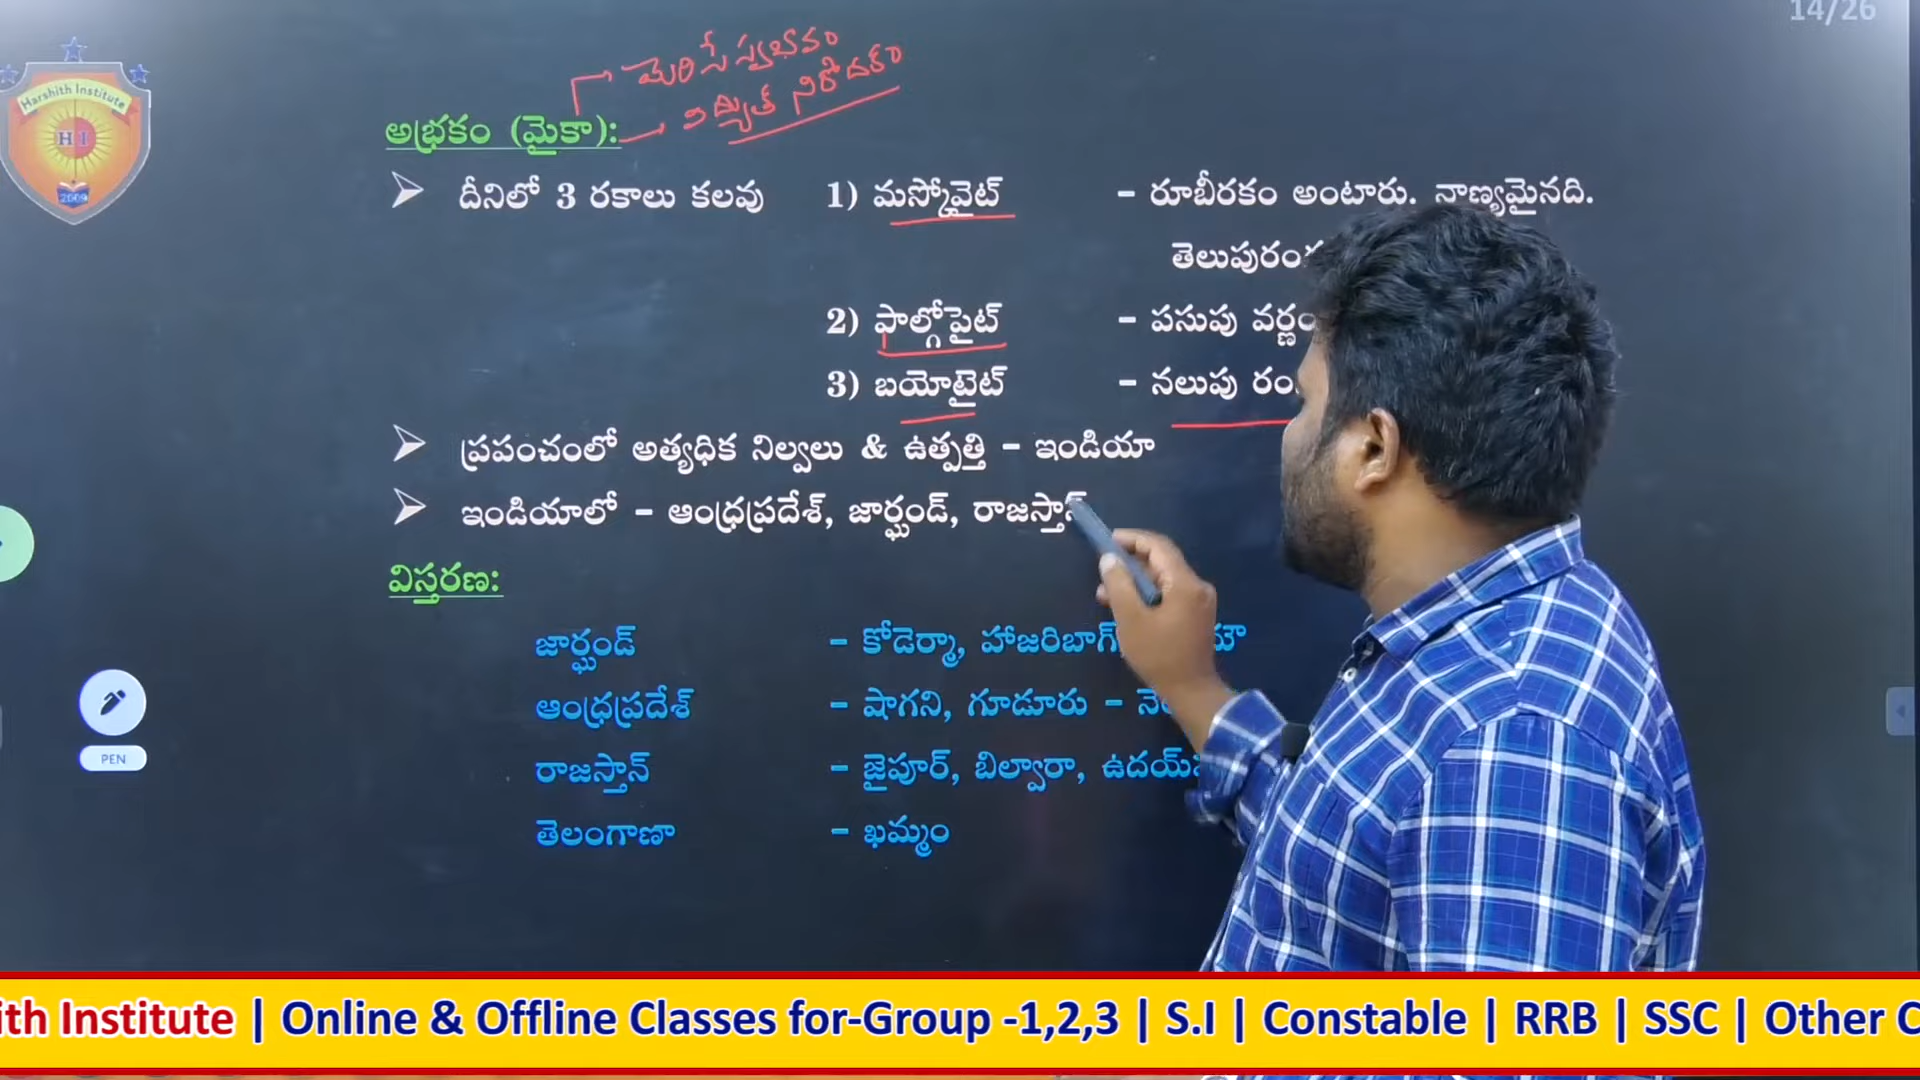 14/26
Harshith Institute
H I
2009
మెరిసే స్వభావం
విద్యుత్ నిరోధకం
అభ్రకం (మైకా):
దీనిలో 3 రకాలు కలవు 1) మస్కోవైట్ - రూబీరకం అంటారు. నాణ్యమైనది.
తెలుపురం
2) ఫాల్గోపైట్ - పసుపు వర్ణం
3) బయోటైట్ - నలుపు రం
ప్రపంచంలో అత్యధిక నిల్వలు & ఉత్పత్తి - ఇండియా
ఇండియాలో - ఆంధ్రప్రదేశ్, జార్ఖండ్, రాజస్తాన్
విస్తరణ:
జార్ఖండ్ - కోడెర్మా, హాజరిబాగ్
ఆంధ్రప్రదేశ్ - షాగని, గూడూరు -
రాజస్తాన్ - జైపూర్, బిల్వారా, ఉదయ్
తెలంగాణా - ఖమ్మం
PEN
ith Institute | Online & Offline Classes for-Group -1,2,3 | S.I | Constable | RRB | SSC | Other C